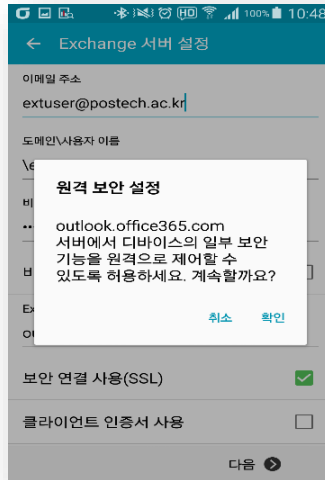 HD 100% 10:48
Exchange 서버 설정
이메일 주소
extuser@postech.ac.kr
도메인\사용자 이름
원격 보안 설정
outlook.office365.com
서버에서 디바이스의 일부 보안
기능을 원격으로 제어할 수
있도록 허용하세요. 계속할까요?
취소 확인
보안 연결 사용(SSL)
클라이언트 인증서 사용
다음